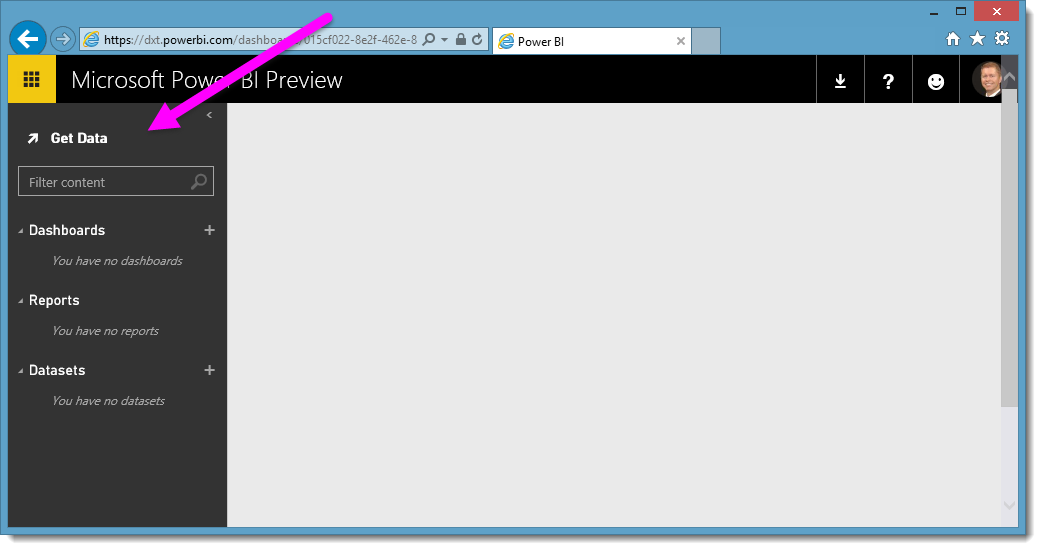 https://dxt.powerbi.com/dashboa 015cf022-8e2f-462e-8
Power BI
Microsoft Power BI Preview
?
Get Data
Filter content
Dashboards
You have no dashboards
Reports
You have no reports
Datasets
You have no datasets